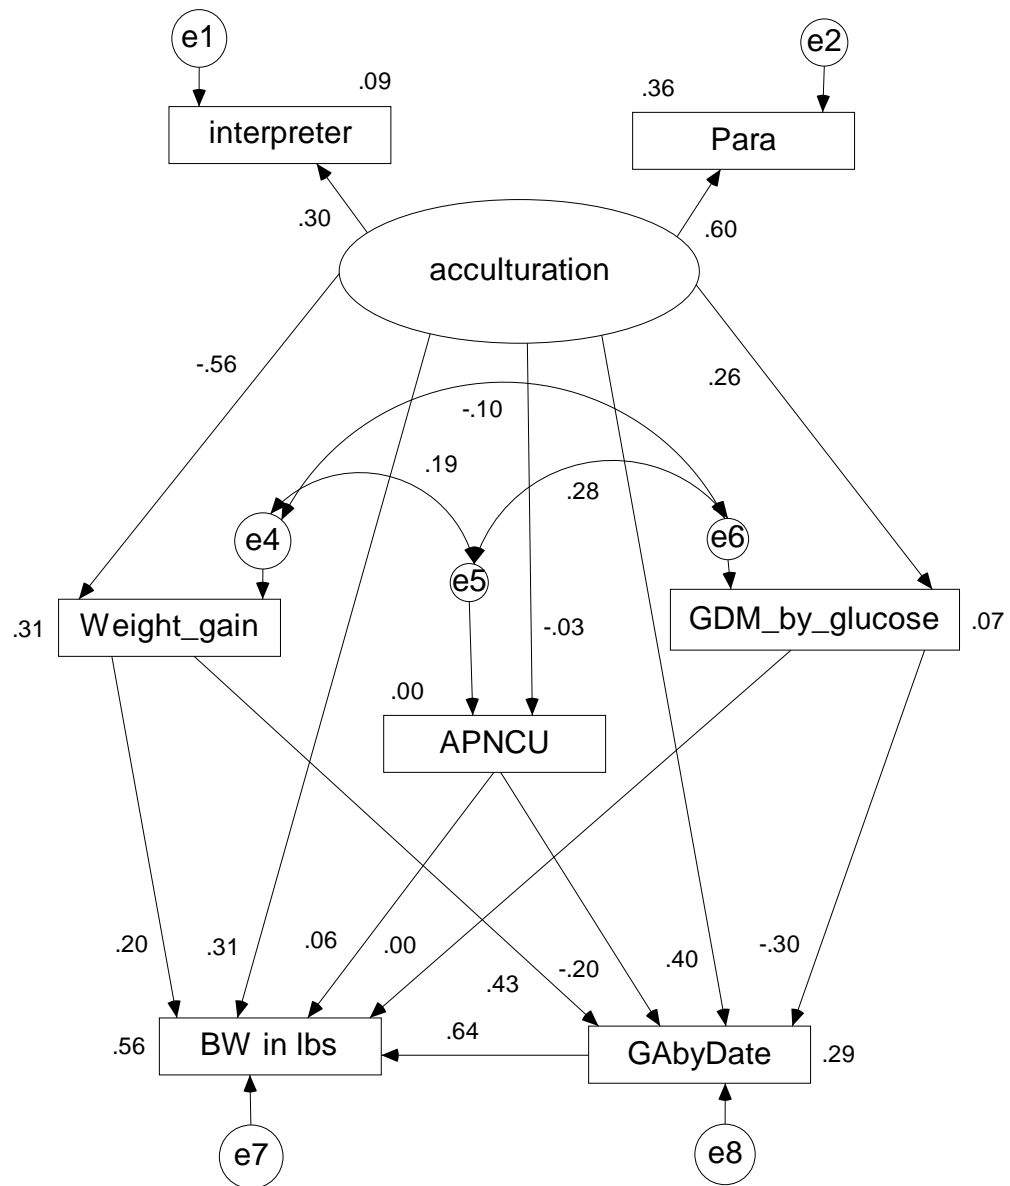 e1
e2
.09
.36
interpreter
Para
.30
.60
acculturation
-.56
.26
-.10
.19
.28
e4
e6
e5
Weight_gain
GDM_by_glucose
.31
.07
-.03
.00
APNCU
.20
.31
.06
.00
.43
-.20
.40
-.30
.56
BW in lbs
.64
GAbyDate
.29
e7
e8